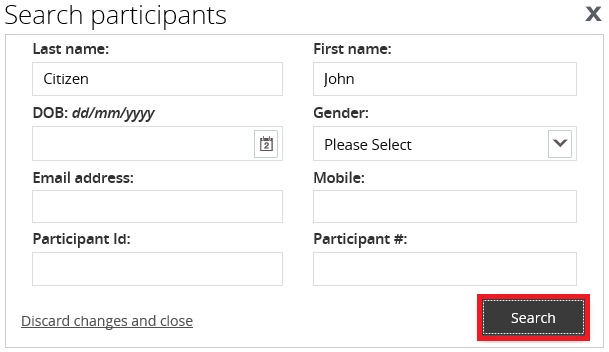 Search participants X
Last name: First name:
Citizen John
DOB: dd/mm/yyyy Gender:
2 Please Select
Email address: Mobile:
Participant Id: Participant #:
Discard changes and close Search